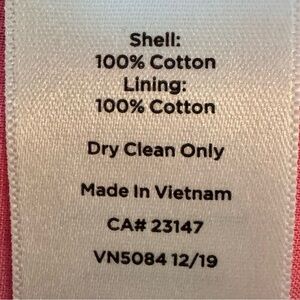 Shell:
100% Cotton
Lining:
100% Cotton
Dry Clean Only
Made In Vietnam
CA# 23147
VN5084 12/19